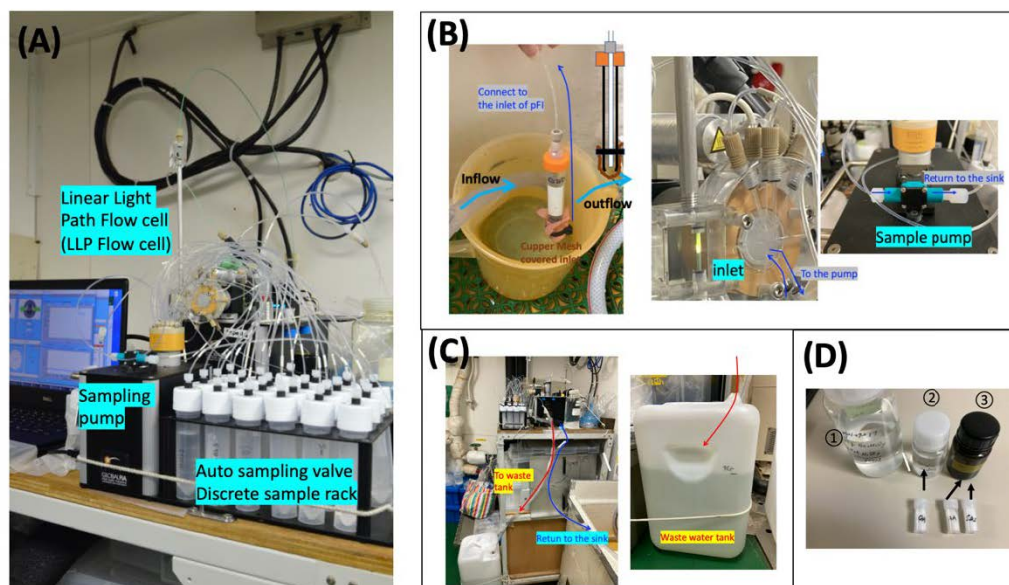 (A)
Linear Light
Path Flow cell
(LLP Flow cell)
Sampling
pump
GLOBAL FIA
Auto sampling valve
Discrete sample rack
(B)
Connect to
the inlet of pFI
Inflow
outflow
Cupper Mesh
covered inlet
inlet
To the pump
Return to the sink
Sample pump
(C)
To waste
tank
Retun to the sink
Waste water tank
(D)
①
②
③